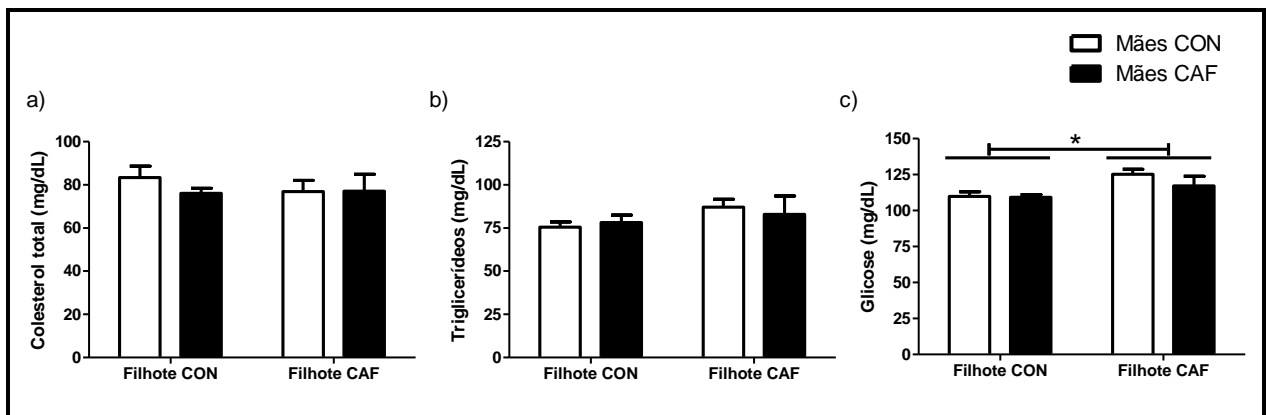 Mães CON
Mães CAF
a)
Colesterol total (mg/dL)
100
80
60
40
20
0
Filhote CON Filhote CAF
b)
Triglicerídeos (mg/dL)
125
100
75
50
25
0
Filhote CON Filhote CAF
c)
Glicose (mg/dL)
150
125
100
75
50
25
0
*
Filhote CON Filhote CAF